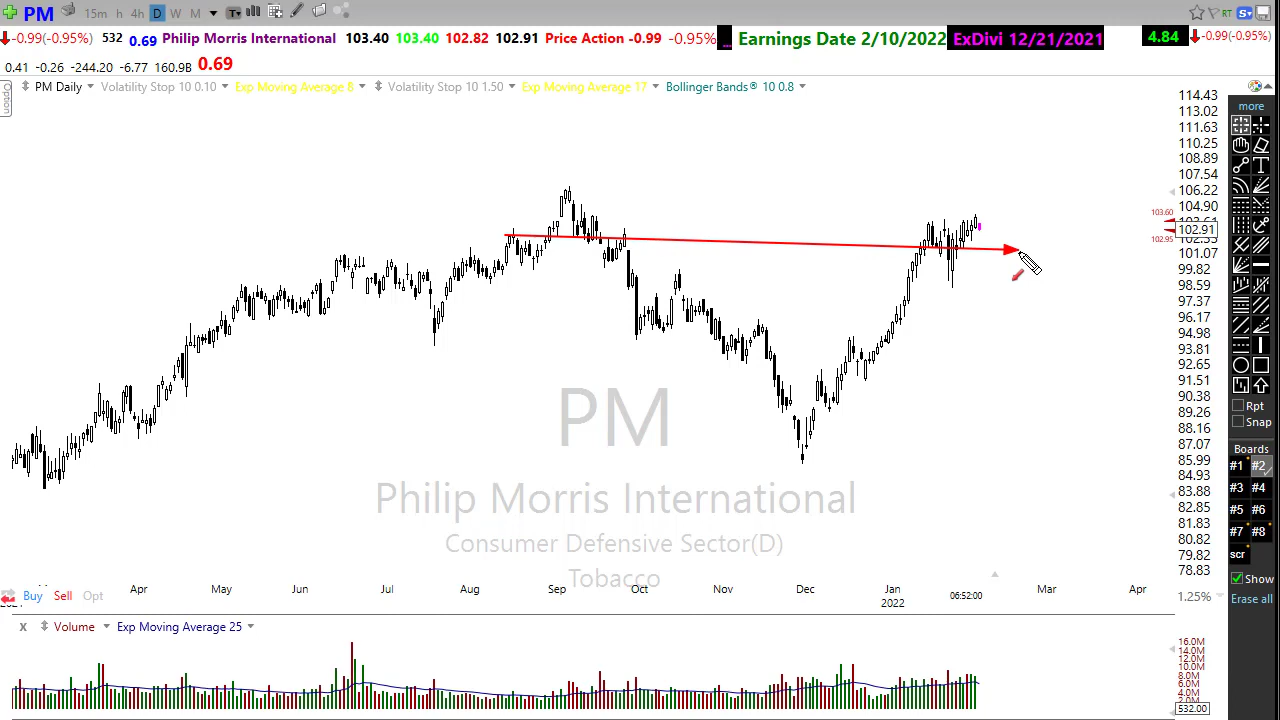 PM 15m h 4h D W M T RT S
-0.99(-0.95%) 532 0.69 Philip Morris International 103.40 103.40 102.82 102.91 Price Action -0.99 -0.95% ... Earnings Date 2/10/2022 ExDivi 12/21/2021 4.84 -0.99(-0.95%)
0.41 -0.26 -244.20 -6.77 160.9B 0.69
Option
PM Daily Volatility Stop 10 0.10 Exp Moving Average 8 Volatility Stop 10 1.50 Exp Moving Average 17 Bollinger Bands® 10 0.8
114.43
113.02
111.63
110.25
108.89
107.54
106.22
104.90
103.60
102.91
102.95
101.07
99.82
98.59
97.37
96.17
94.98
93.81
92.65
91.51
90.38
89.26
88.16
87.07
85.99
84.93
83.88
82.85
81.83
80.82
79.82
78.83
1.25%
PM
Philip Morris International
Consumer Defensive Sector(D)
Tobacco
Apr May Jun Jul Aug Sep Oct Nov Dec Jan Mar Apr
2022 06:52:00
Buy Sell Opt
X Volume Exp Moving Average 25
16.0M
14.0M
12.0M
10.0M
8.0M
6.0M
4.0M
2.0M
532.00
more
T
Rpt
Snap
Boards
#1 #2
#3 #4
#5 #6
#7 #8
scr
Show
Erase all